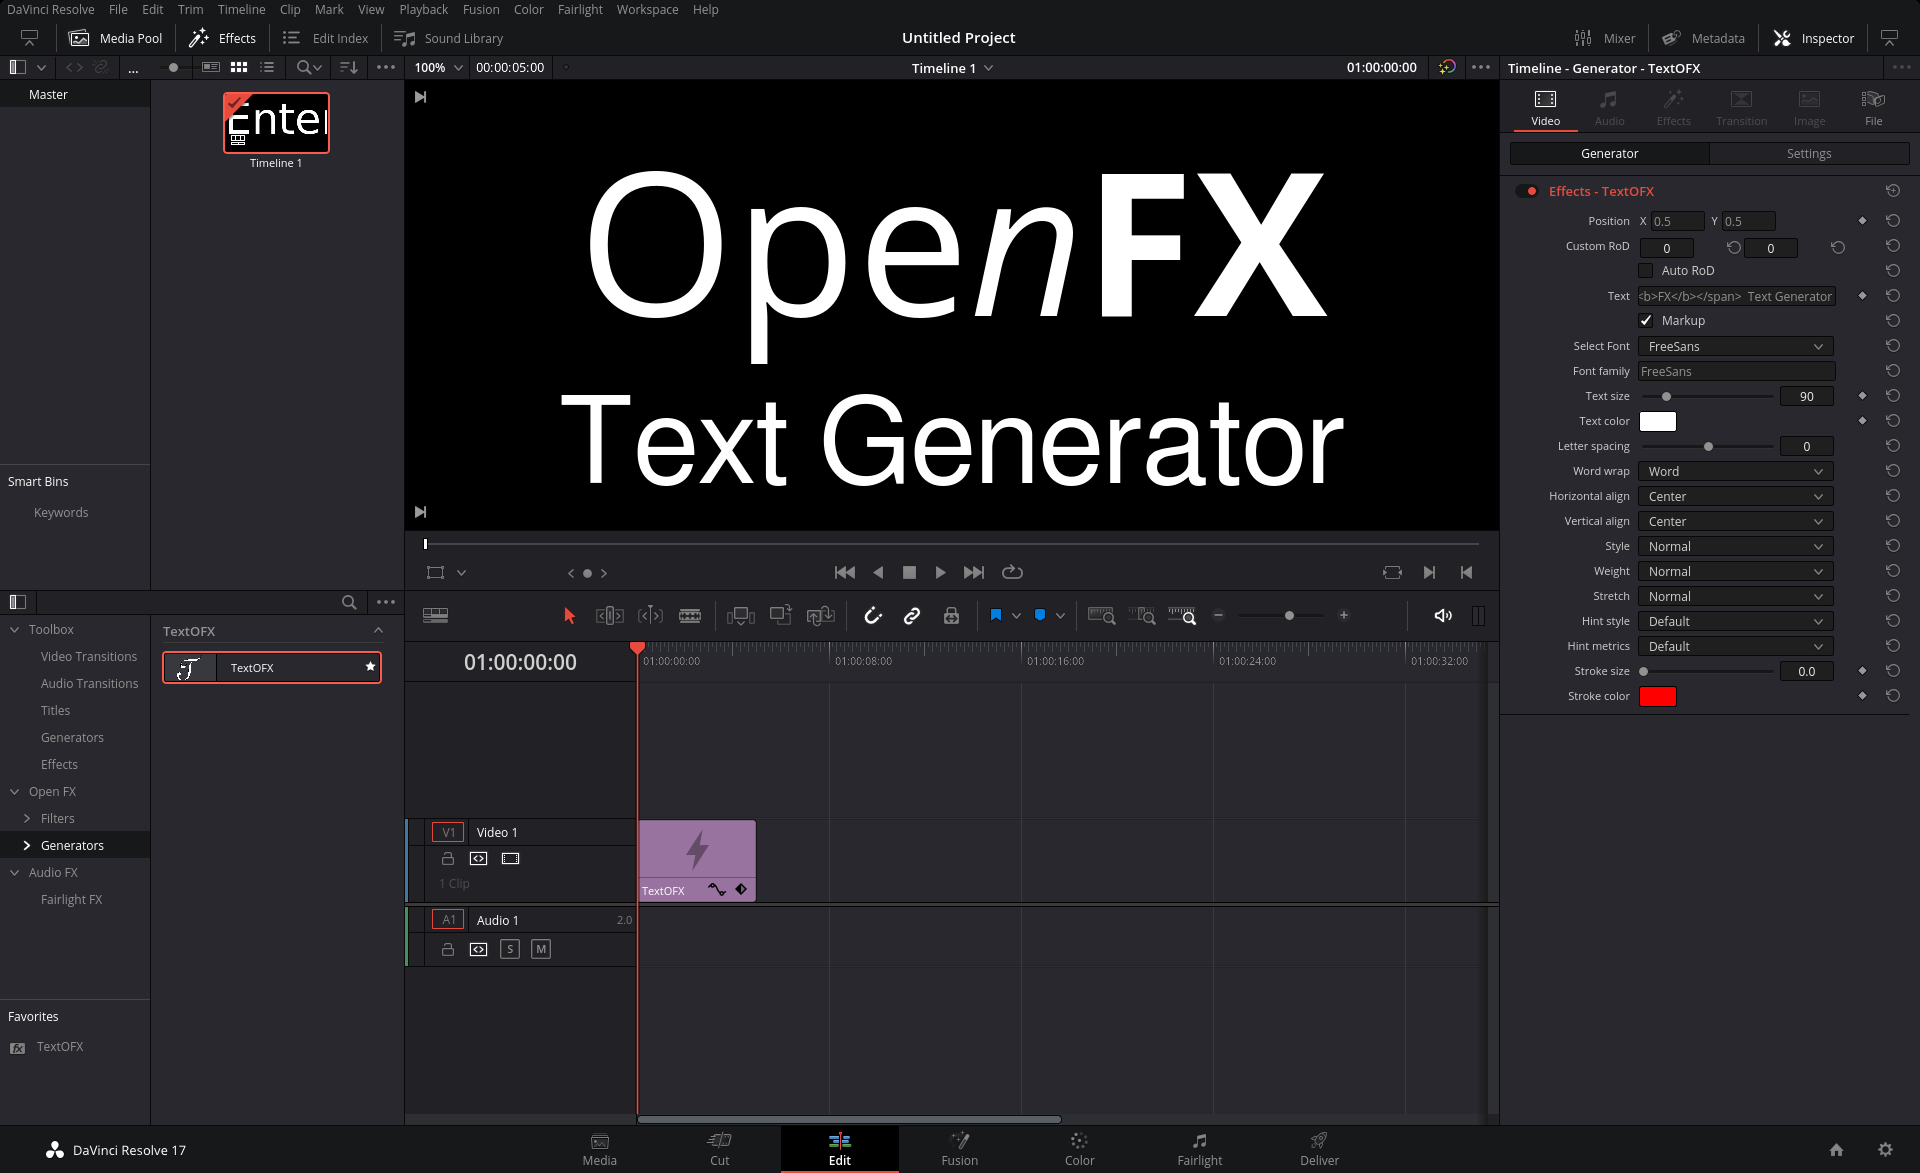 DaVinci Resolve File Edit Trim Timeline Clip Mark View Playback Fusion Color Fairlight Workspace Help
Media Pool Effects Edit Index Sound Library Untitled Project Mixer Metadata Inspector
... 100% 00:00:05:00 Timeline 1 01:00:00:00 Timeline - Generator - TextOFX
Master
Enter
Timeline 1
OpenFX
Text Generator
Video Audio Effects Transition Image File
Generator Settings
Effects - TextOFX
Position X 0.5 Y 0.5
Custom RoD 0 0
Auto RoD
Text <b>FX</b></span> Text Generator
Markup
Select Font FreeSans
Font family FreeSans
Text size 90
Text color
Letter spacing 0
Word wrap Word
Horizontal align Center
Vertical align Center
Style Normal
Weight Normal
Stretch Normal
Hint style Default
Hint metrics Default
Stroke size 0.0
Stroke color
Smart Bins
Keywords
Toolbox
Video Transitions
Audio Transitions
Titles
Generators
Effects
Open FX
Filters
Generators
Audio FX
Fairlight FX
Favorites
TextOFX
TextOFX
TextOFX
01:00:00:00 01:00:00:00 01:00:08:00 01:00:16:00 01:00:24:00 01:00:32:00
V1 Video 1
1 Clip
TextOFX
A1 Audio 1 2.0
S M
DaVinci Resolve 17 Media Cut Edit Fusion Color Fairlight Deliver